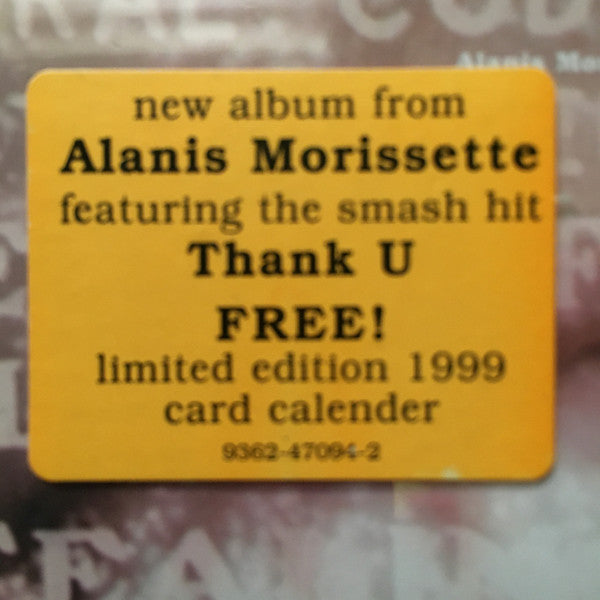 Alanis
new album from
Alanis Morissette
featuring the smash hit
Thank U
FREE!
limited edition 1999
card calender
9362-47094-2